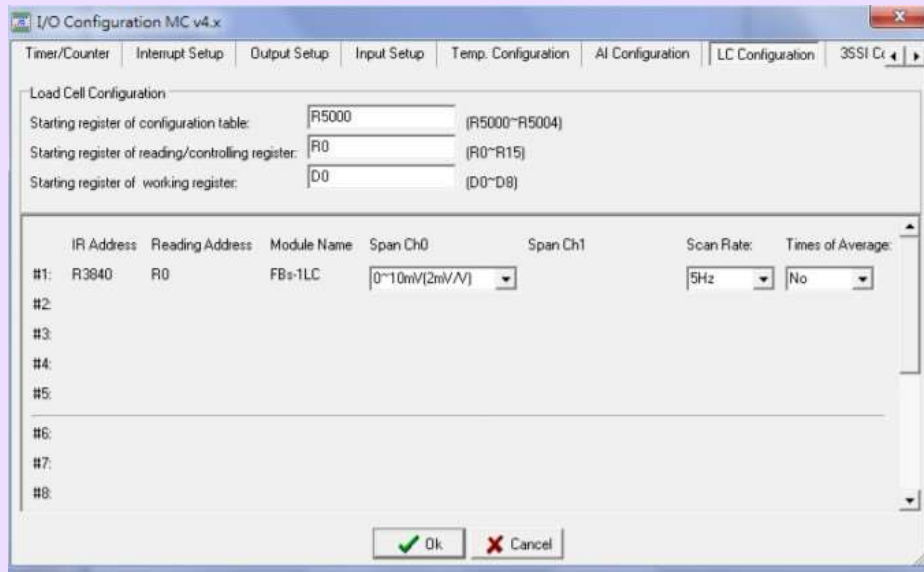 I/O Configuration MC v4.x
Timer/Counter Interrupt Setup Output Setup Input Setup Temp. Configuration AI Configuration LC Configuration 3SSI Co
Load Cell Configuration
Starting register of configuration table: R5000 (R5000~R5004)
Starting register of reading/controlling register: R0 (R0~R15)
Starting register of working register: D0 (D0~D8)
IR Address Reading Address Module Name Span Ch0 Span Ch1 Scan Rate: Times of Average:
#1: R3840 R0 FBs-1LC 0~10mV(2mV/V) 5Hz No
#2:
#3:
#4:
#5:
#6:
#7:
#8:
Ok Cancel